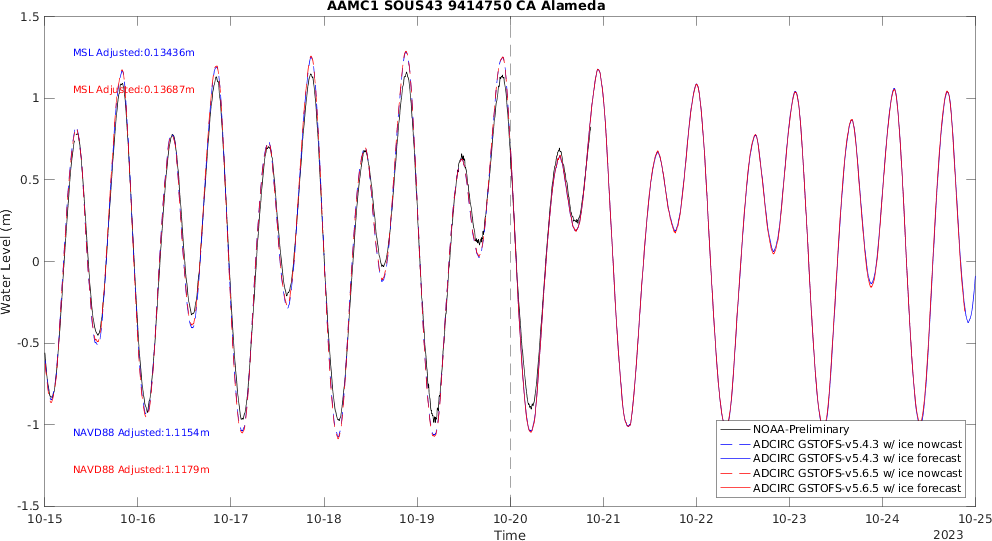 AAMC1 SOUS43 9414750 CA Alameda
1.5
MSL Adjusted:0.13436m
MSL Adjusted:0.13687m
1
0.5
Water Level (m)
0
-0.5
-1
NAVD88 Adjusted:1.1154m
NAVD88 Adjusted:1.1179m
NOAA-Preliminary
ADCIRC GSTOFS-v5.4.3 w/ ice nowcast
ADCIRC GSTOFS-v5.4.3 w/ ice forecast
ADCIRC GSTOFS-v5.6.5 w/ ice nowcast
ADCIRC GSTOFS-v5.6.5 w/ ice forecast
-1.5
10-15 10-16 10-17 10-18 10-19 10-20 10-21 10-22 10-23 10-24 10-25
Time
2023